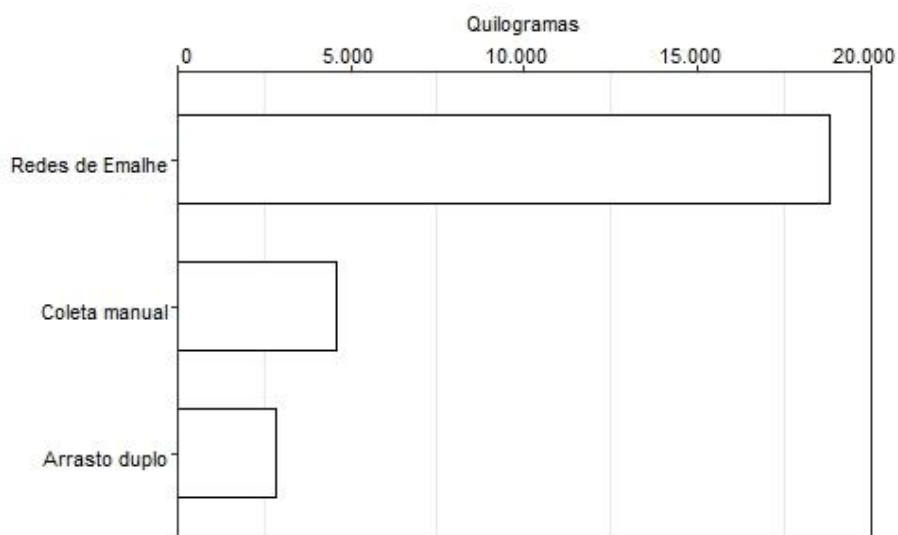 Quilogramas
0 5.000 10.000 15.000 20.000
Redes de Emalhe
Coleta manual
Arrasto duplo